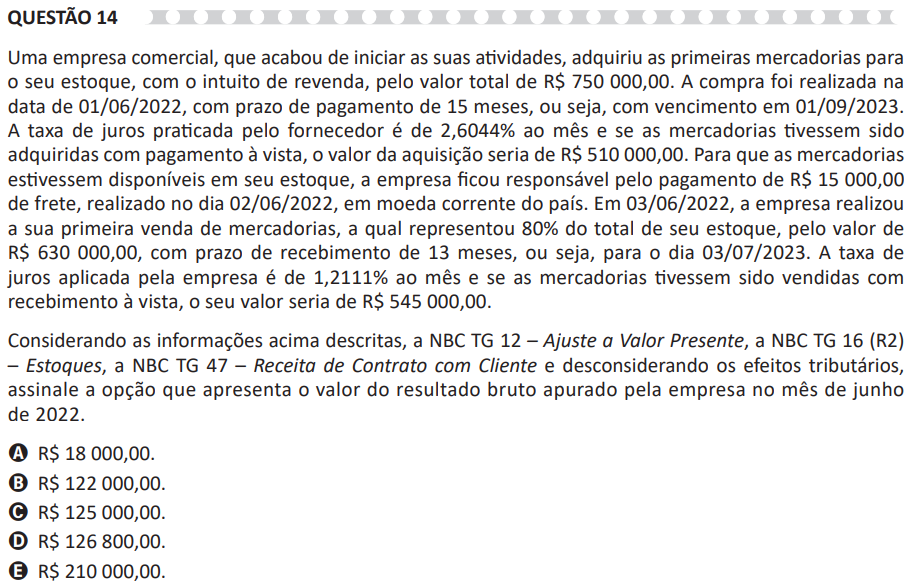 QUESTÃO 14
Uma empresa comercial, que acabou de iniciar as suas atividades, adquiriu as primeiras mercadorias para
o seu estoque, com o intuito de revenda, pelo valor total de R$ 750 000,00. A compra foi realizada na
data de 01/06/2022, com prazo de pagamento de 15 meses, ou seja, com vencimento em 01/09/2023.
A taxa de juros praticada pelo fornecedor é de 2,6044% ao mês e se as mercadorias tivessem sido
adquiridas com pagamento à vista, o valor da aquisição seria de R$ 510 000,00. Para que as mercadorias
estivessem disponíveis em seu estoque, a empresa ficou responsável pelo pagamento de R$ 15 000,00
de frete, realizado no dia 02/06/2022, em moeda corrente do país. Em 03/06/2022, a empresa realizou
a sua primeira venda de mercadorias, a qual representou 80% do total de seu estoque, pelo valor de
R$ 630 000,00, com prazo de recebimento de 13 meses, ou seja, para o dia 03/07/2023. A taxa de
juros aplicada pela empresa é de 1,2111% ao mês e se as mercadorias tivessem sido vendidas com
recebimento à vista, o seu valor seria de R$ 545 000,00.
Considerando as informações acima descritas, a NBC TG 12 – Ajuste a Valor Presente, a NBC TG 16 (R2)
– Estoques, a NBC TG 47 – Receita de Contrato com Cliente e desconsiderando os efeitos tributários,
assinale a opção que apresenta o valor do resultado bruto apurado pela empresa no mês de junho
de 2022.
A R$ 18 000,00.
B R$ 122 000,00.
C R$ 125 000,00.
D R$ 126 800,00.
E R$ 210 000,00.